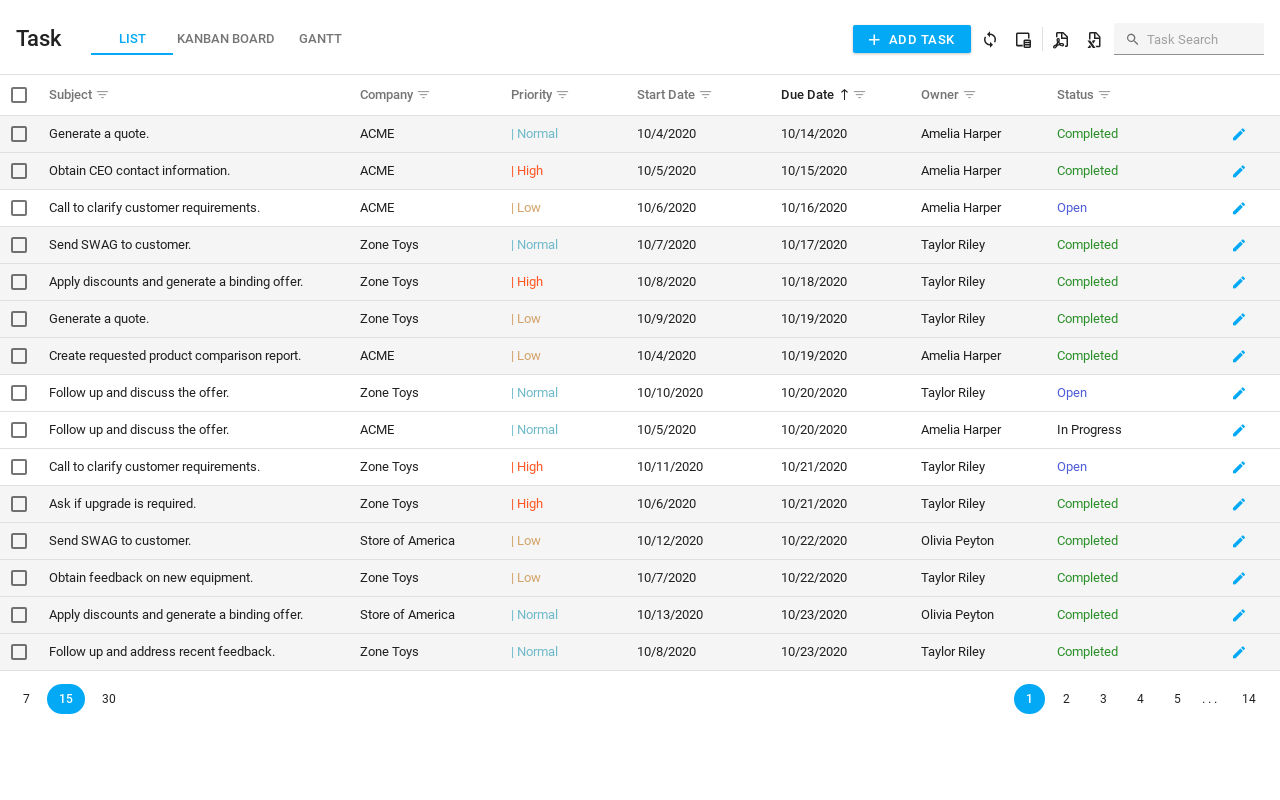 Task LIST KANBAN BOARD GANTT ADD TASK Task Search
Subject Company Priority Start Date Due Date Owner Status
Generate a quote. ACME | Normal 10/4/2020 10/14/2020 Amelia Harper Completed
Obtain CEO contact information. ACME | High 10/5/2020 10/15/2020 Amelia Harper Completed
Call to clarify customer requirements. ACME | Low 10/6/2020 10/16/2020 Amelia Harper Open
Send SWAG to customer. Zone Toys | Normal 10/7/2020 10/17/2020 Taylor Riley Completed
Apply discounts and generate a binding offer. Zone Toys | High 10/8/2020 10/18/2020 Taylor Riley Completed
Generate a quote. Zone Toys | Low 10/9/2020 10/19/2020 Taylor Riley Completed
Create requested product comparison report. ACME | Low 10/4/2020 10/19/2020 Amelia Harper Completed
Follow up and discuss the offer. Zone Toys | Normal 10/10/2020 10/20/2020 Taylor Riley Open
Follow up and discuss the offer. ACME | Normal 10/5/2020 10/20/2020 Amelia Harper In Progress
Call to clarify customer requirements. Zone Toys | High 10/11/2020 10/21/2020 Taylor Riley Open
Ask if upgrade is required. Zone Toys | High 10/6/2020 10/21/2020 Taylor Riley Completed
Send SWAG to customer. Store of America | Low 10/12/2020 10/22/2020 Olivia Peyton Completed
Obtain feedback on new equipment. Zone Toys | Low 10/7/2020 10/22/2020 Taylor Riley Completed
Apply discounts and generate a binding offer. Store of America | Normal 10/13/2020 10/23/2020 Olivia Peyton Completed
Follow up and address recent feedback. Zone Toys | Normal 10/8/2020 10/23/2020 Taylor Riley Completed
7 15 30 1 2 3 4 5 . . . 14